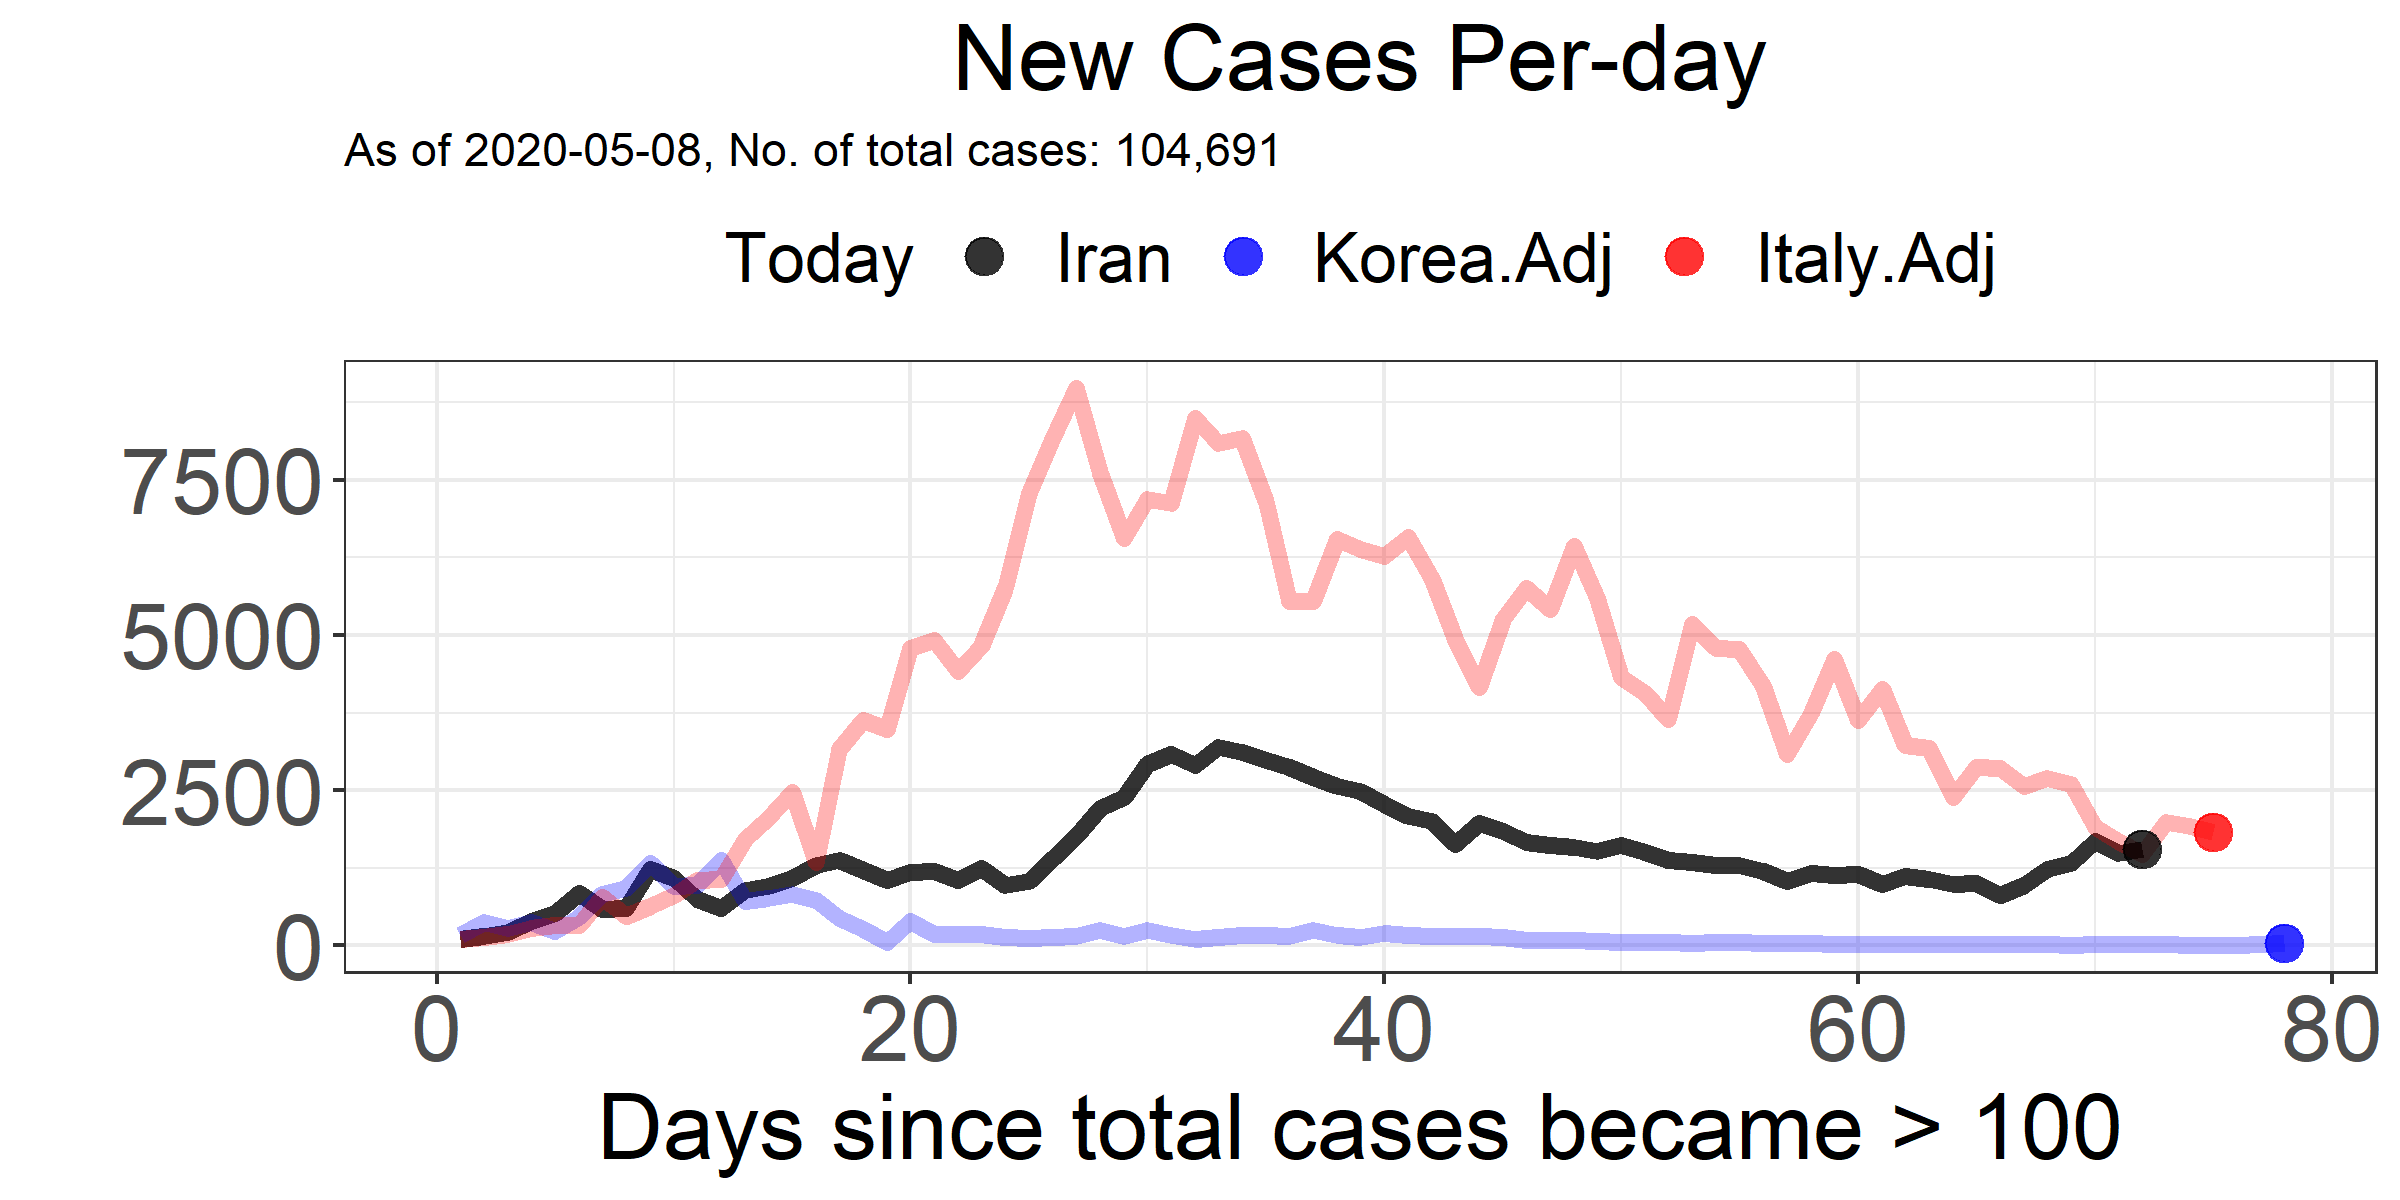 New Cases Per-day
As of 2020-05-08, No. of total cases: 104,691
Today Iran Korea.Adj Italy.Adj
7500
5000
2500
0
0 20 40 60 80
Days since total cases became > 100